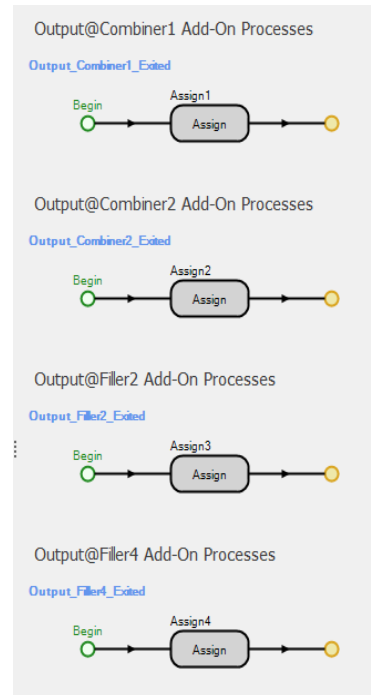 Output@Combiner1 Add-On Processes
Output_Combiner1_Exited
Assign1
Begin
Assign
Output@Combiner2 Add-On Processes
Output_Combiner2_Exited
Assign2
Begin
Assign
Output@Filler2 Add-On Processes
Output_Filler2_Exited
Assign3
Begin
Assign
Output@Filler4 Add-On Processes
Output_Filler4_Exited
Assign4
Begin
Assign